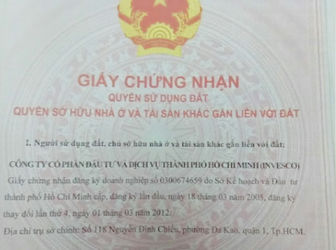 GIẤY CHỨNG NHẬN
QUYỀN SỬ DỤNG ĐẤT
QUYỀN SỞ HỮU NHÀ Ở VÀ TÀI SẢN KHÁC GẮN LIỀN VỚI ĐẤT
I. Người sử dụng đất, chủ sở hữu nhà ở và tài sản khác gắn liền với đất:
CÔNG TY CỔ PHẦN ĐẦU TƯ VÀ DỊCH VỤ THÀNH PHỐ HỒ CHÍ MINH (INVESCO)
Giấy chứng nhận đăng ký doanh nghiệp số 0300674659 do Sở Kế hoạch và Đầu tư
thành phố Hồ Chí Minh cấp, đăng ký lần đầu, ngày 18 tháng 03 năm 2005, đăng ký
thay đổi lần thứ 4, ngày 01 tháng 03 năm 2012.
Địa chỉ trụ sở chính: Số 118 Nguyễn Đình Chiểu, phường Đa Kao, quận 1, Tp.HCM.